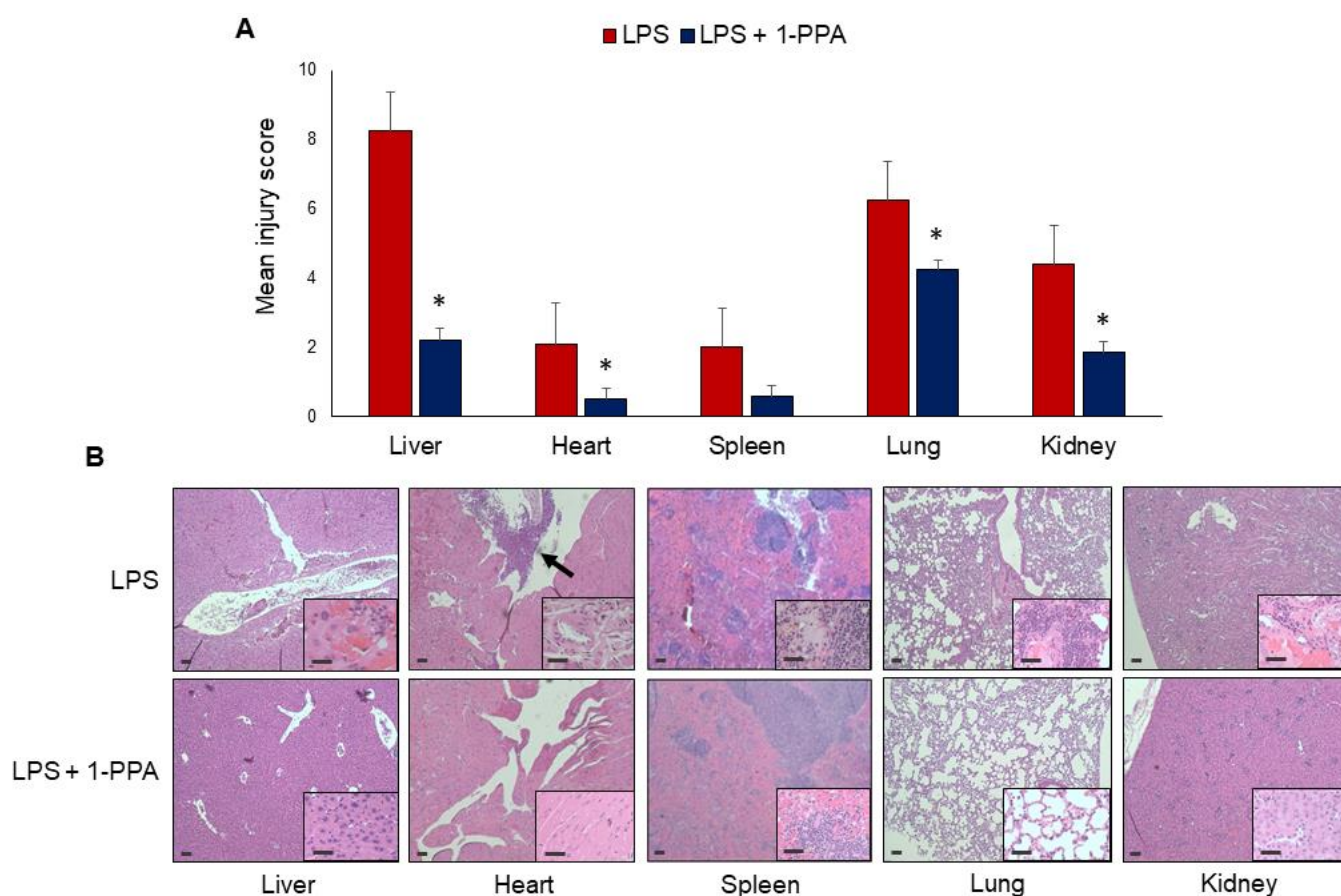 A
LPS LPS + 1-PPA
Mean injury score
10
8
6
4
2
0
* * * *
Liver Heart Spleen Lung Kidney
B
LPS
LPS + 1-PPA
Liver Heart Spleen Lung Kidney